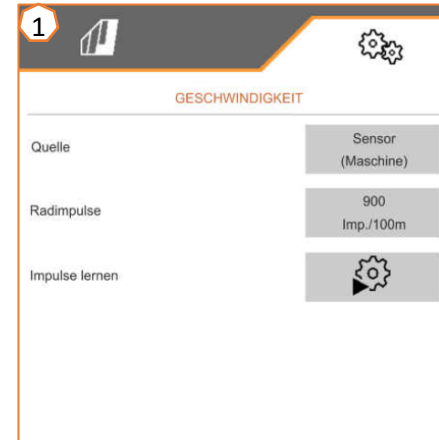 1
GESCHWINDIGKEIT
Quelle
Sensor
(Maschine)
Radimpulse
900
Imp./100m
Impulse lernen